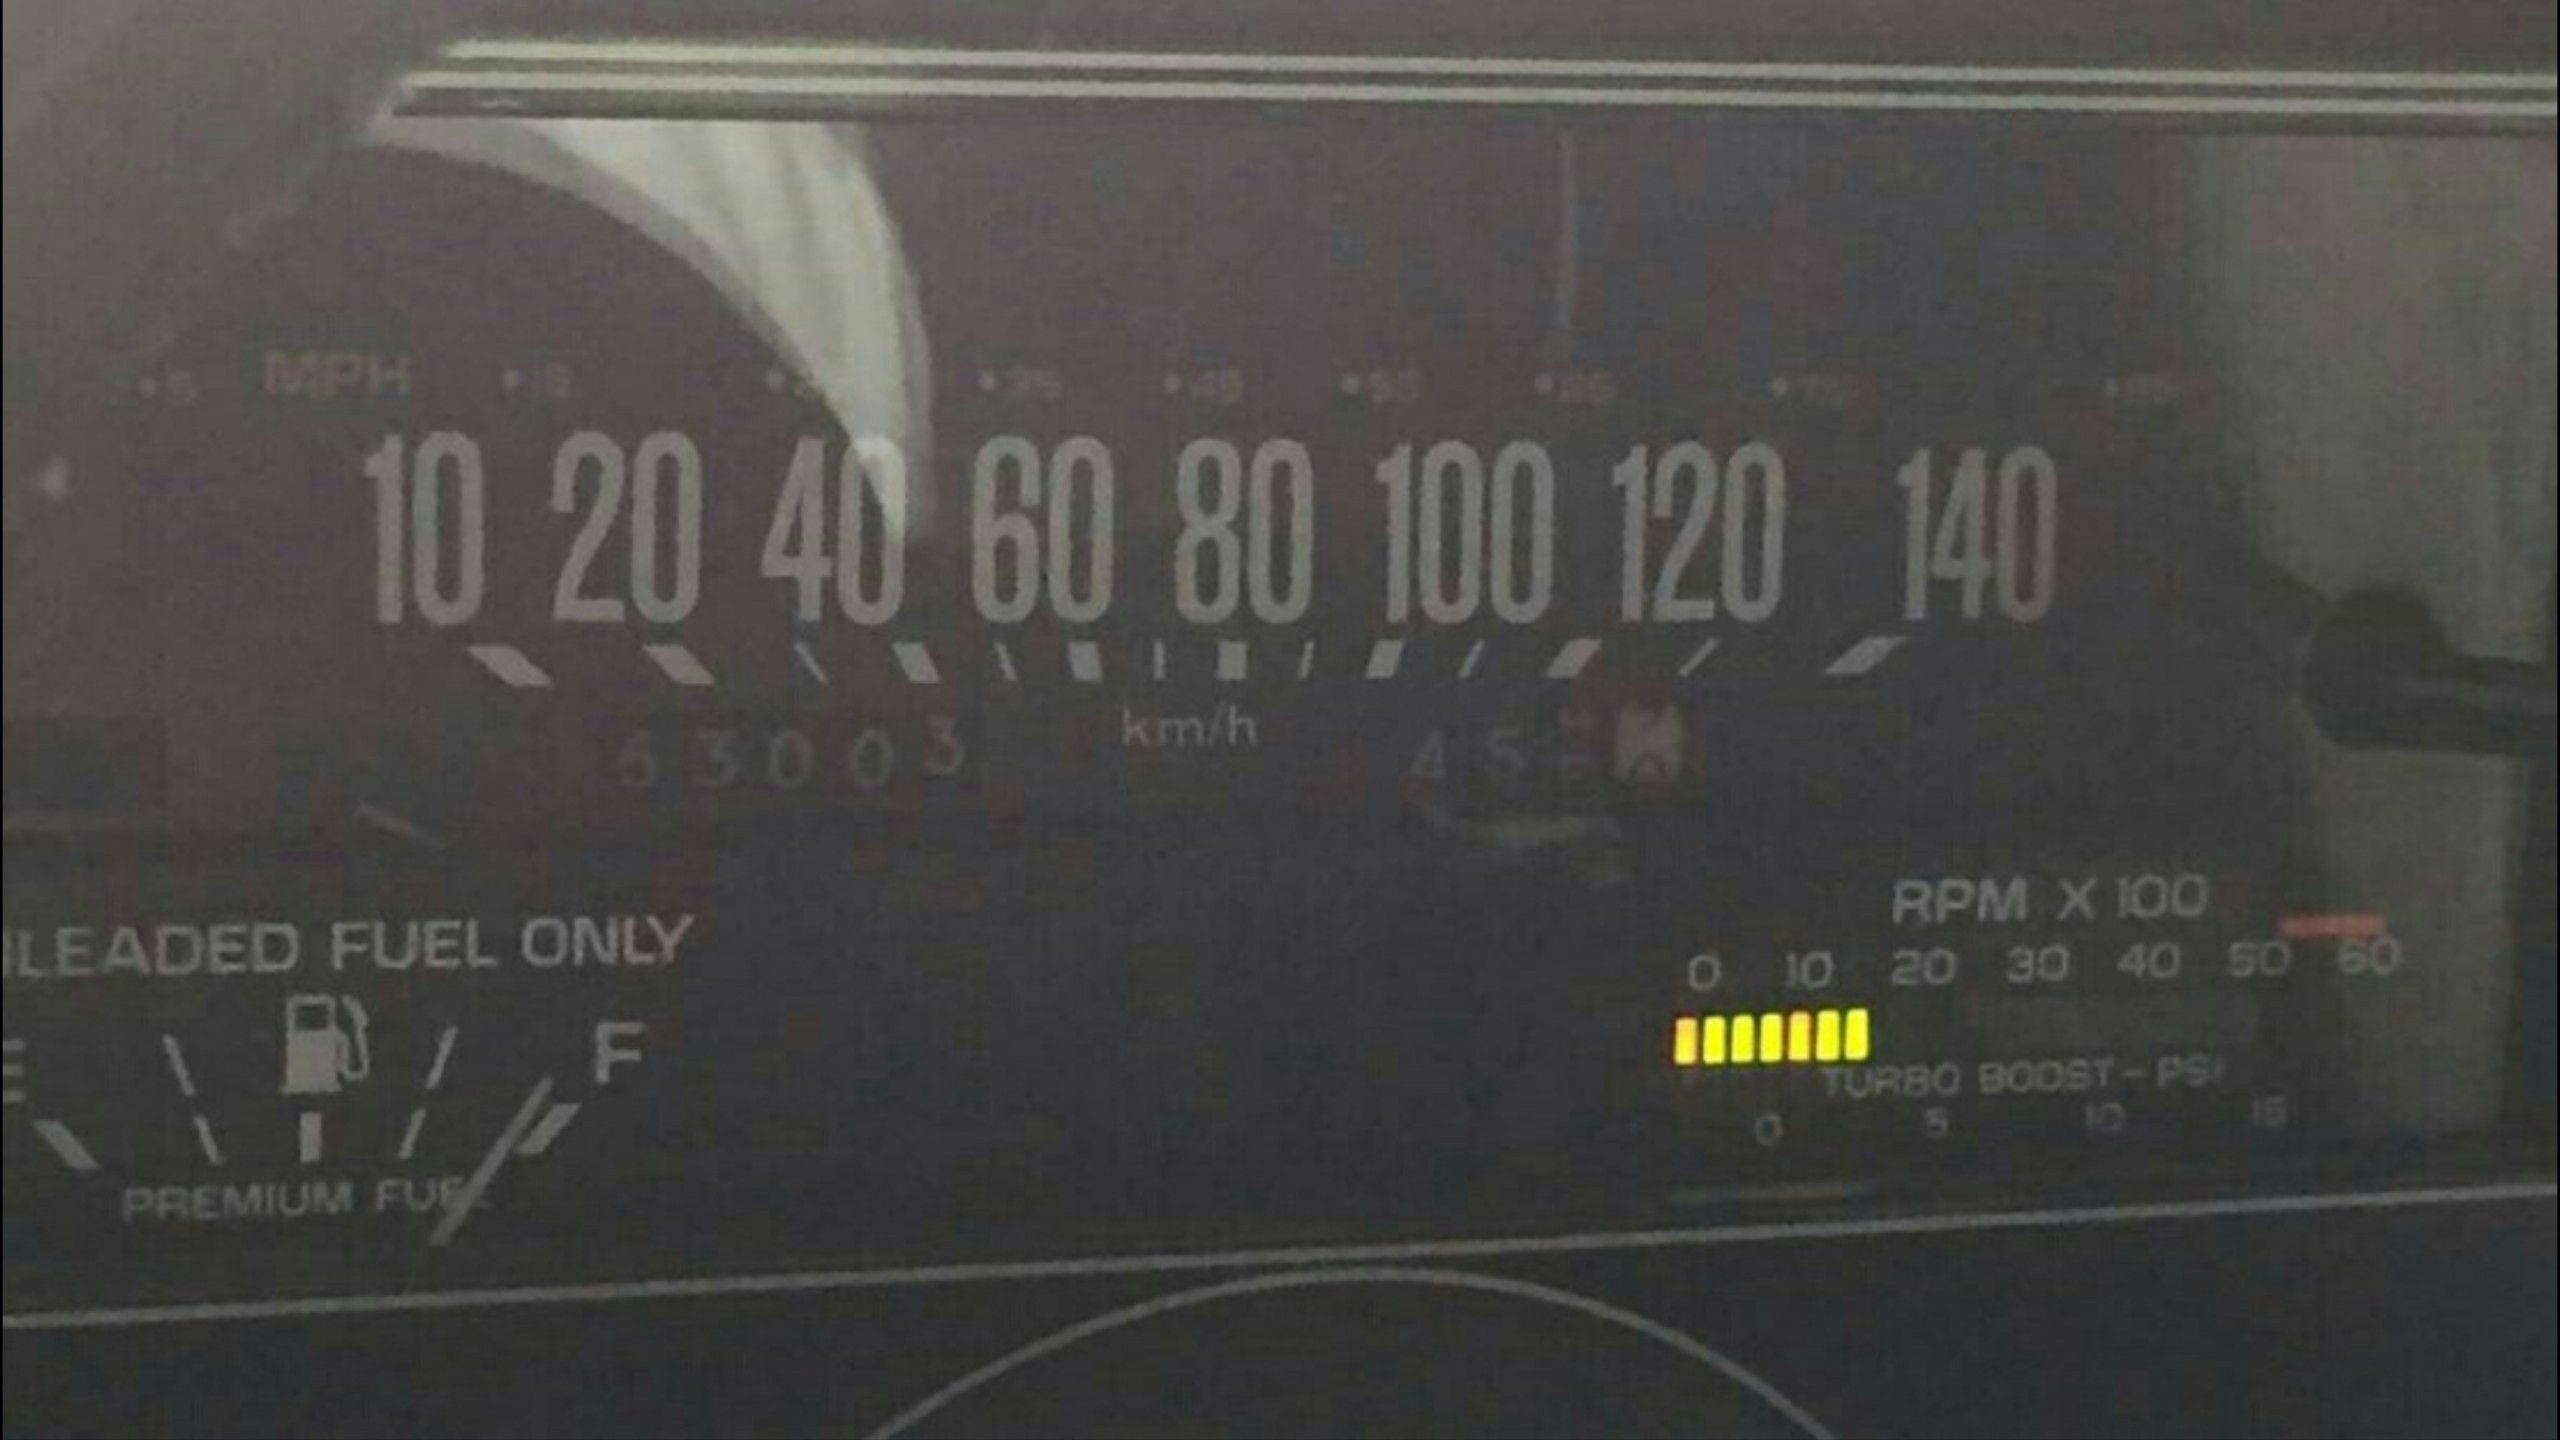 MPH
10 20 40 60 80 100 120 140
km/h
63003
LEADED FUEL ONLY
RPM X 100
0 10 20 30 40 50 60
F
TURBO BOOST - PSI
0 5 10 15
PREMIUM FUEL